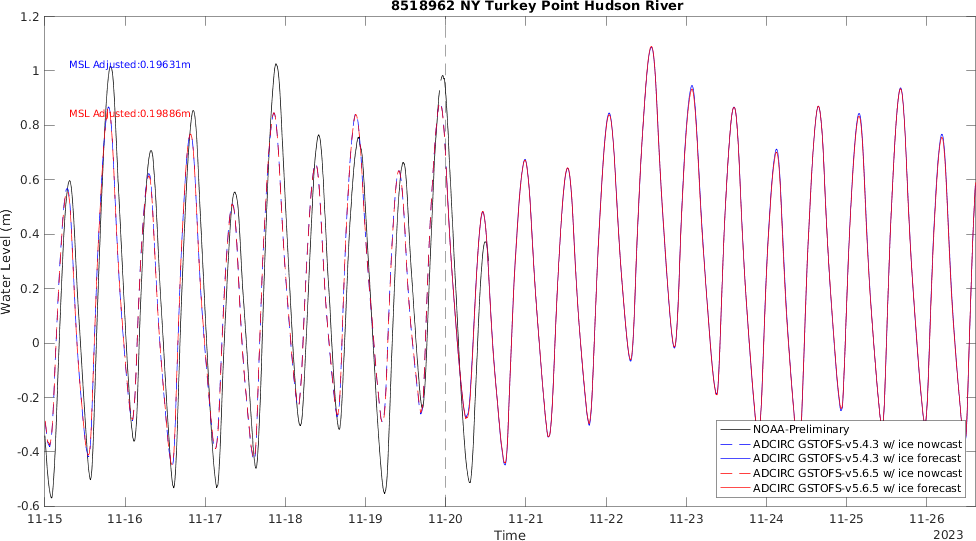 8518962 NY Turkey Point Hudson River
1.2
1
0.8
0.6
0.4
0.2
0
-0.2
-0.4
-0.6
Water Level (m)
MSL Adjusted:0.19631m
MSL Adjusted:0.19886m
NOAA-Preliminary
ADCIRC GSTOFS-v5.4.3 w/ ice nowcast
ADCIRC GSTOFS-v5.4.3 w/ ice forecast
ADCIRC GSTOFS-v5.6.5 w/ ice nowcast
ADCIRC GSTOFS-v5.6.5 w/ ice forecast
11-15 11-16 11-17 11-18 11-19 11-20 11-21 11-22 11-23 11-24 11-25 11-26
2023
Time